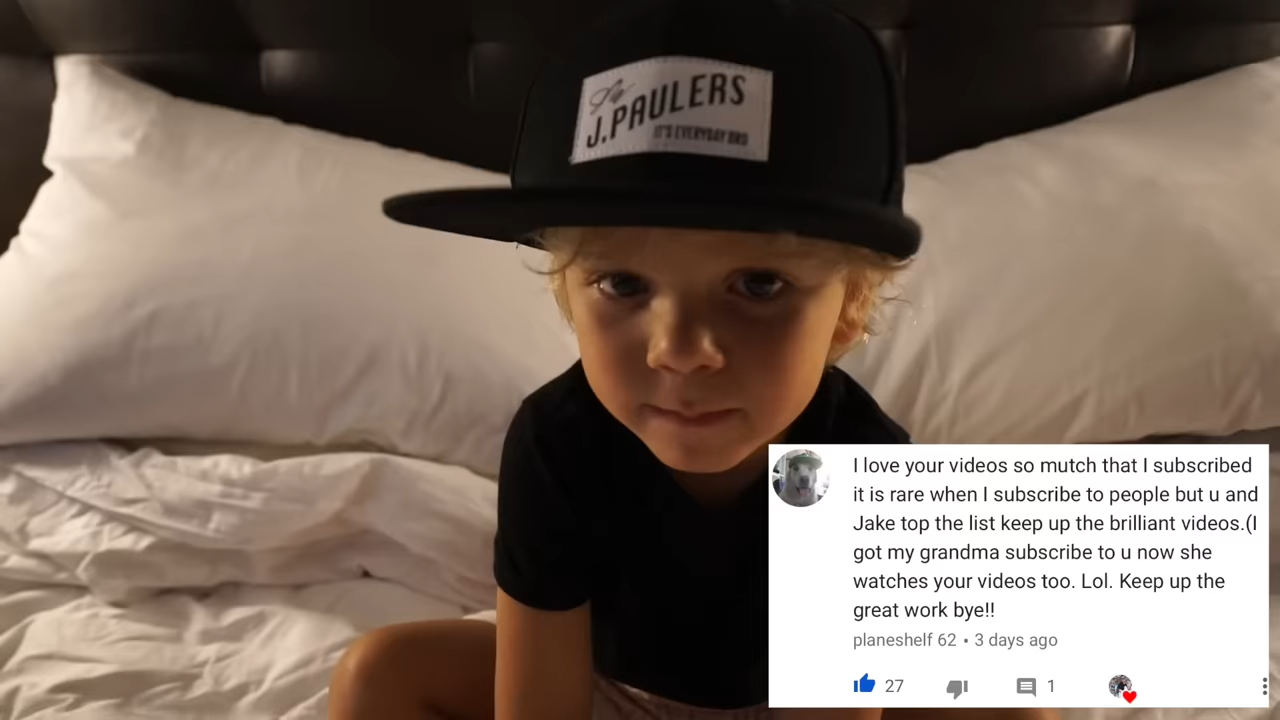 J.PAULERS
IT'S EVERYDAY BRO
I love your videos so mutch that I subscribed
it is rare when I subscribe to people but u and
Jake top the list keep up the brilliant videos.(I
got my grandma subscribe to u now she
watches your videos too. Lol. Keep up the
great work bye!!
planeshelf 62 • 3 days ago
27
1